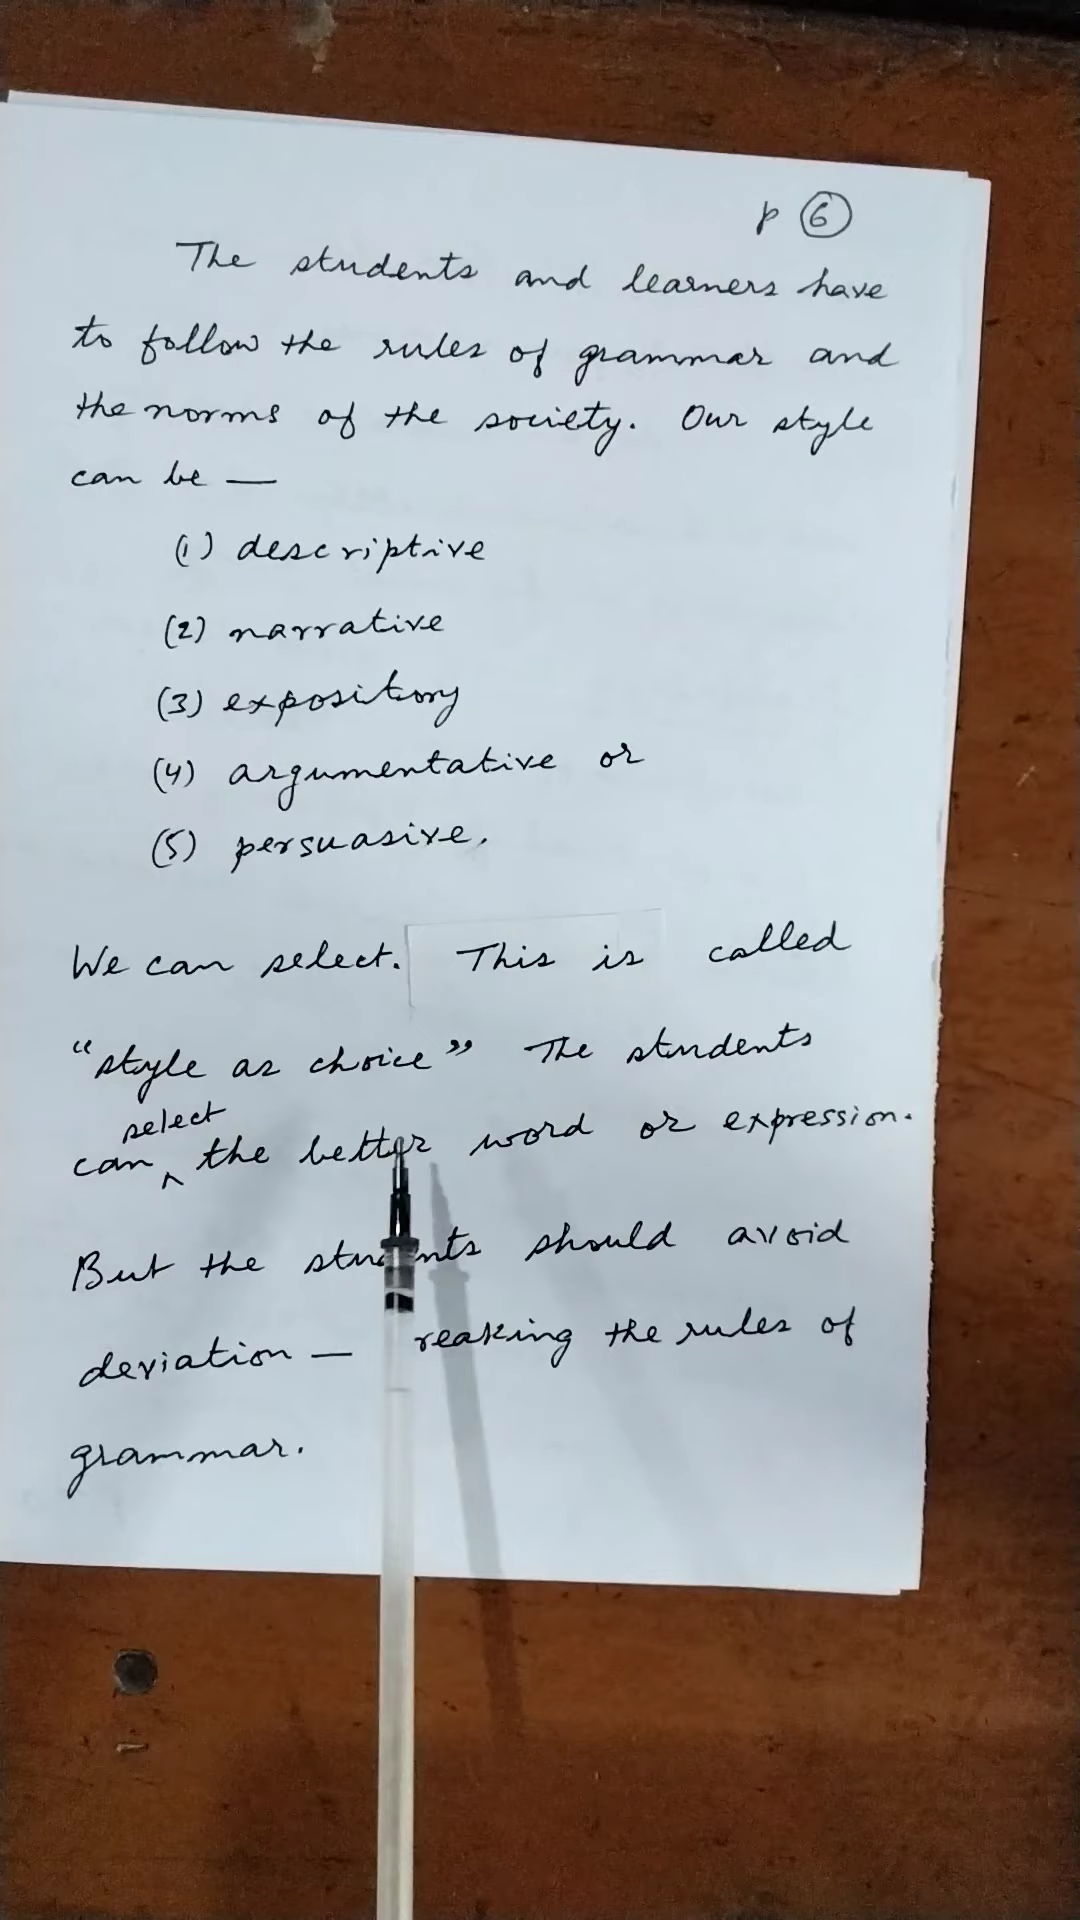 p 6
The students and learners have
to follow the rules of grammar and
the norms of the society. Our style
can be —
(1) descriptive
(2) narrative
(3) expository
(4) argumentative or
(5) persuasive.
We can select. This is called
"style as choice" The students
select
can ^ the better word or expression.
But the students should avoid
deviation — reaking the rules of
grammar.